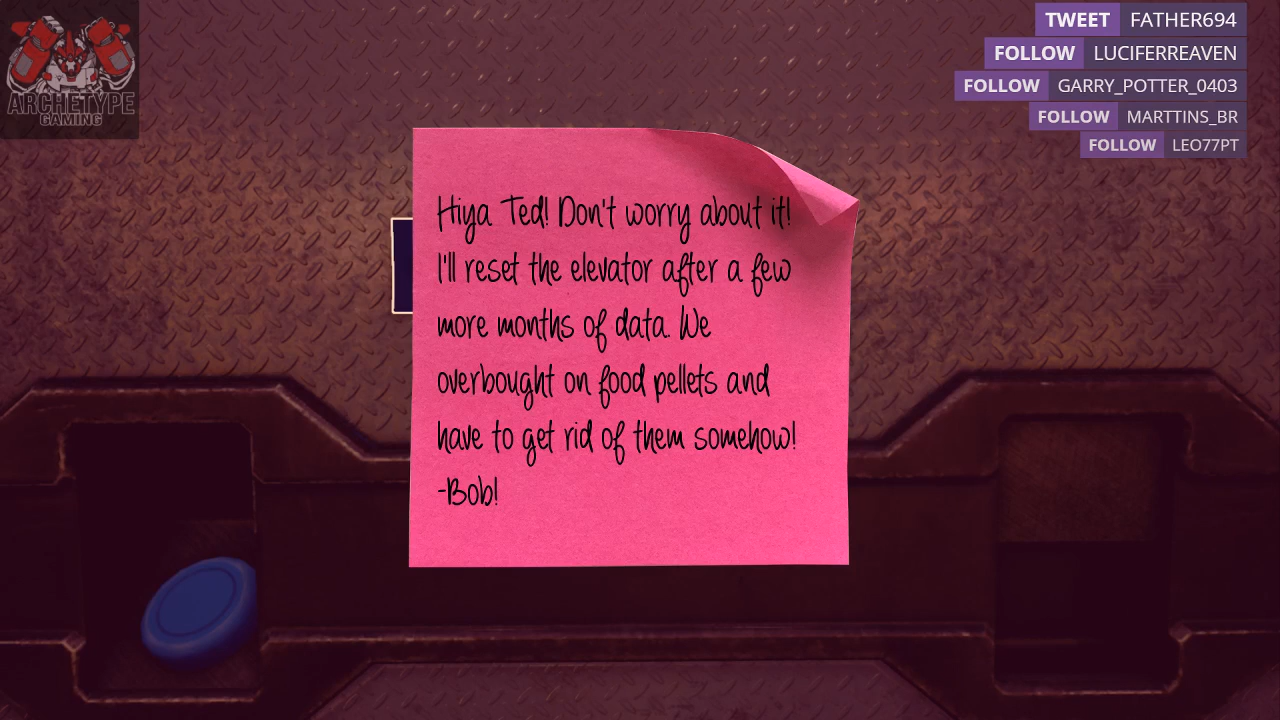 ARCHETYPE
GAMING
TWEET FATHER694
FOLLOW LUCIFERREAVEN
FOLLOW GARRY_POTTER_0403
FOLLOW MARTTINS_BR
FOLLOW LEO77PT
Hiya Ted! Don't worry about it!
I'll reset the elevator after a few
more months of data. We
overbought on food pellets and
have to get rid of them somehow!
-Bob!